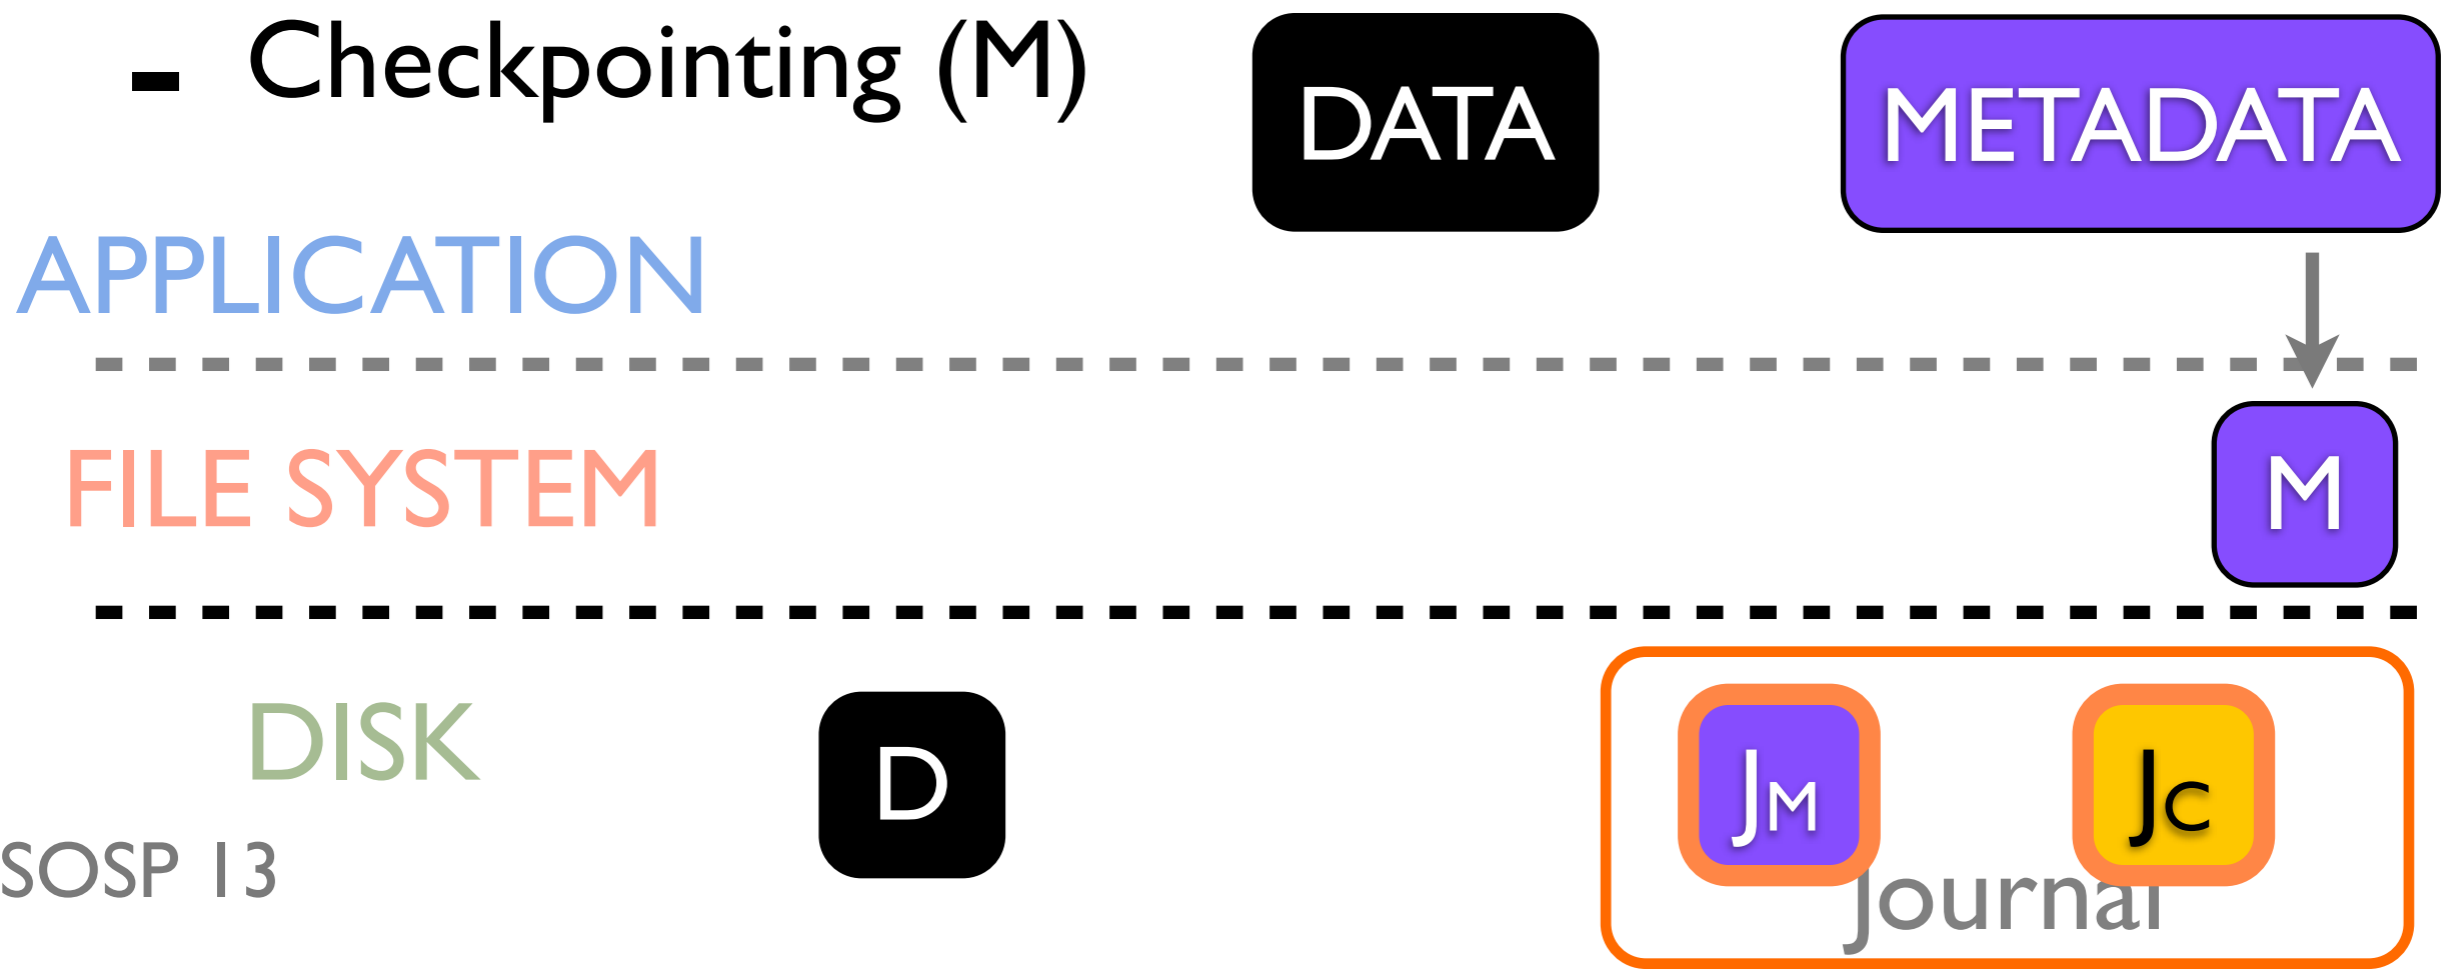 - Checkpointing (M)
DATA
METADATA
APPLICATION
FILE SYSTEM
M
DISK
D
JM
JC
Journal
SOSP 13